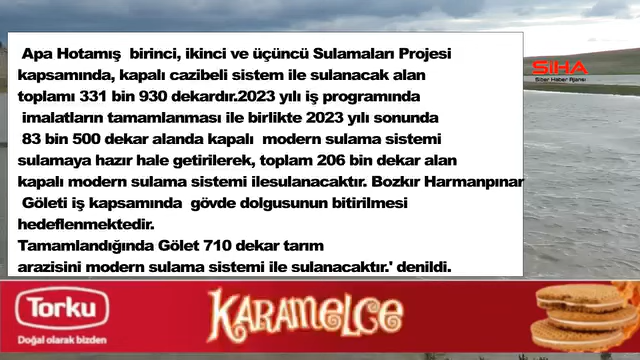 Apa Hotamış  birinci, ikinci ve üçüncü Sulamaları Projesi
kapsamında, kapalı cazibeli sistem ile sulanacak alan
toplamı 331 bin 930 dekardır.2023 yılı iş programında
imalatların tamamlanması ile birlikte 2023 yılı sonunda
83 bin 500 dekar alanda kapalı  modern sulama sistemi
sulamaya hazır hale getirilerek, toplam 206 bin dekar alan
kapalı modern sulama sistemi ilesulanacaktır. Bozkır Harmanpınar
Göleti iş kapsamında  gövde dolgusunun bitirilmesi
hedeflenmektedir.
Tamamlandığında Gölet 710 dekar tarım
arazisini modern sulama sistemi ile sulanacaktır.' denildi.
SİHA
Siber Haber Ajansı
Torku
Doğal olarak bizden
KARAMELCE